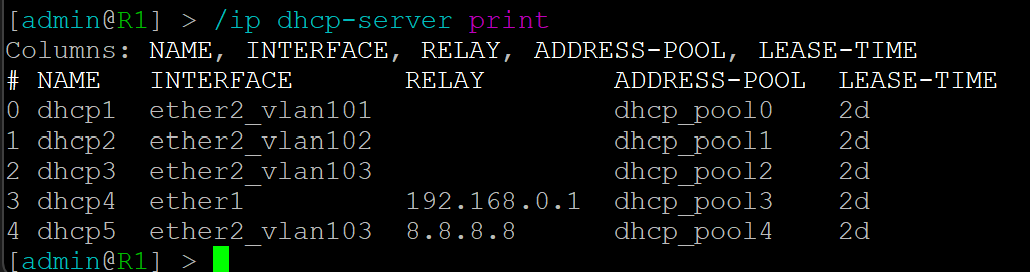 [admin@R1] > /ip dhcp-server print
Columns: NAME, INTERFACE, RELAY, ADDRESS-POOL, LEASE-TIME
# NAME   INTERFACE       RELAY        ADDRESS-POOL  LEASE-TIME
0 dhcp1  ether2_vlan101               dhcp_pool0    2d
1 dhcp2  ether2_vlan102               dhcp_pool1    2d
2 dhcp3  ether2_vlan103               dhcp_pool2    2d
3 dhcp4  ether1          192.168.0.1  dhcp_pool3    2d
4 dhcp5  ether2_vlan103  8.8.8.8      dhcp_pool4    2d
[admin@R1] >